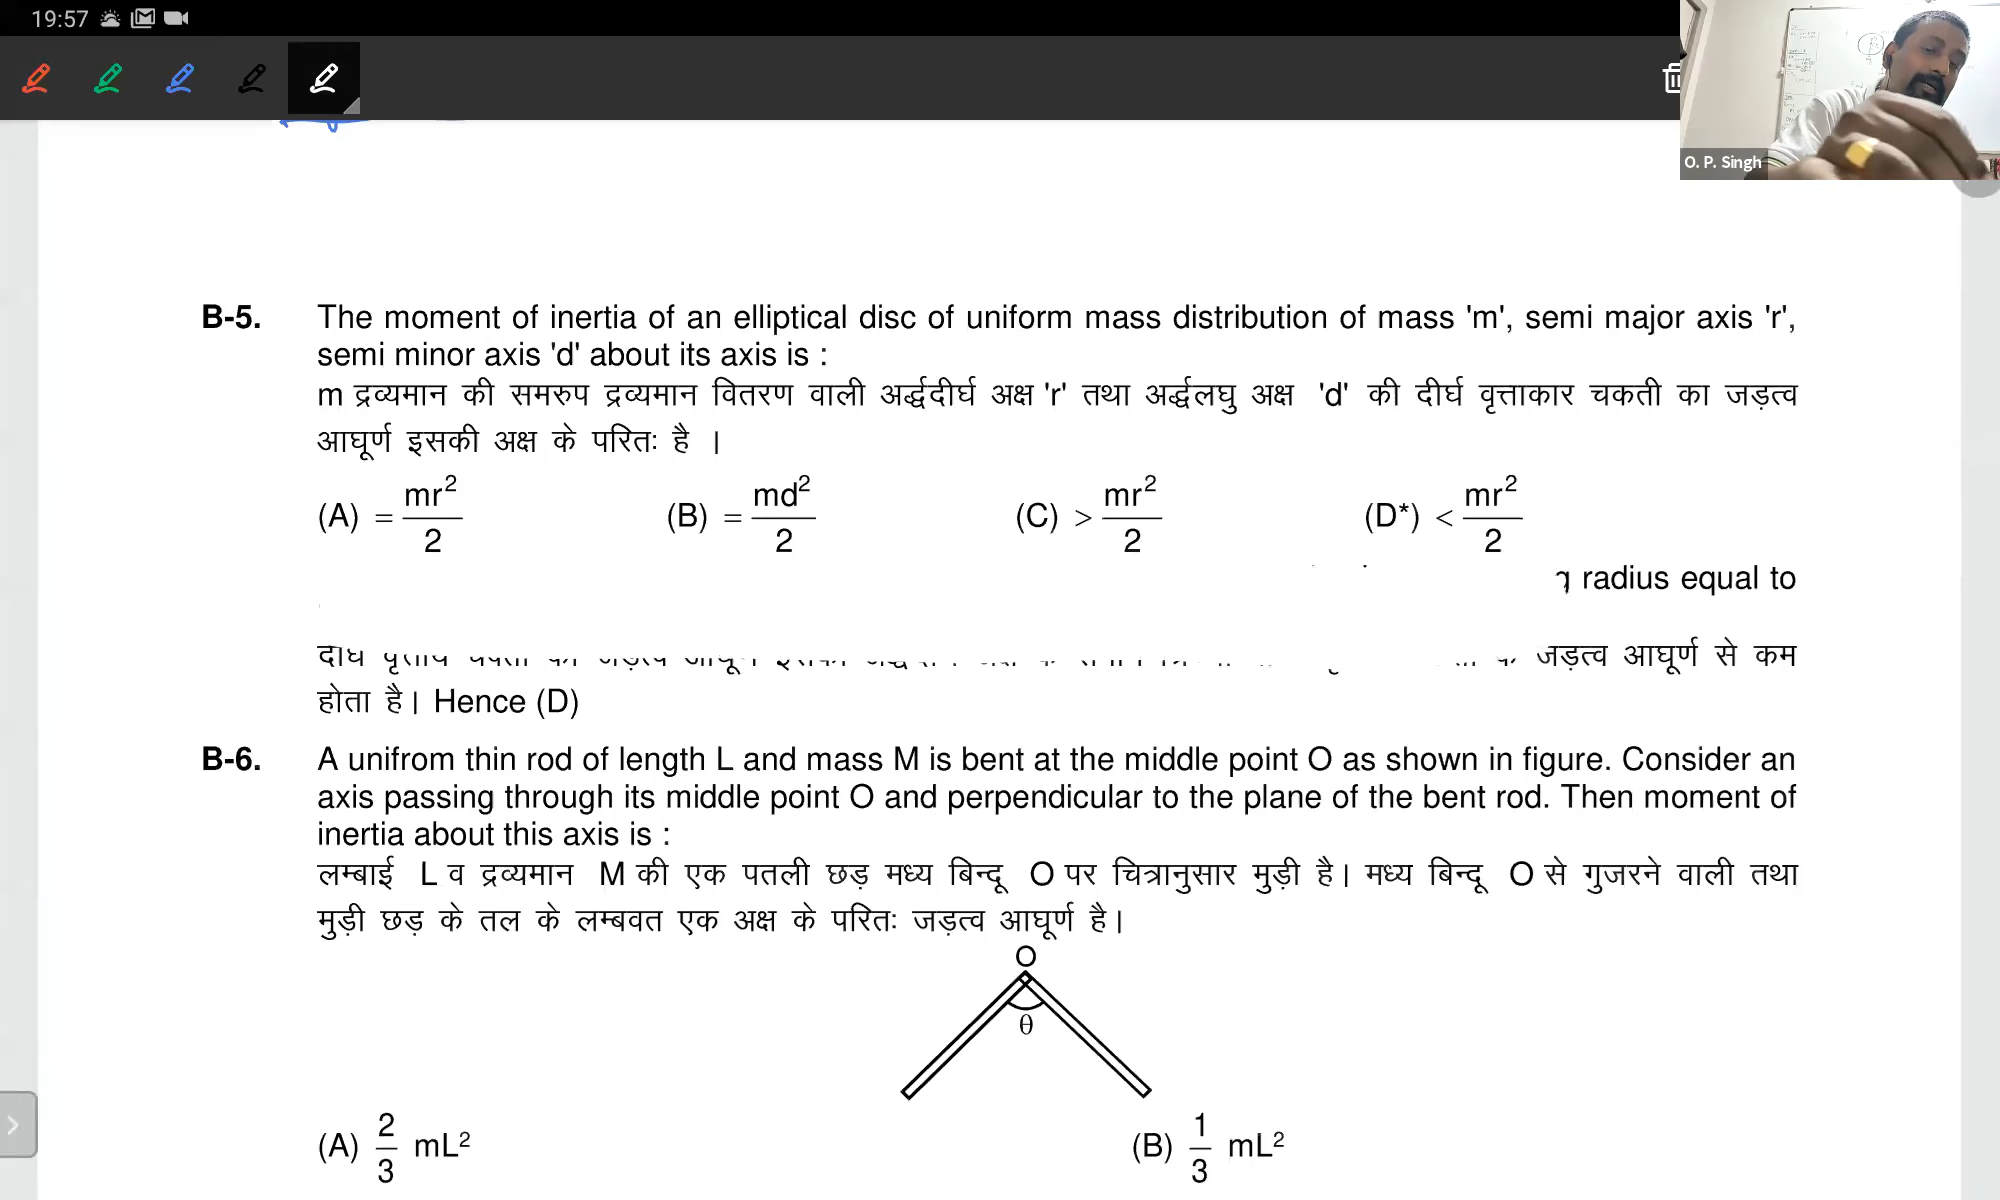 19:57
O. P. Singh
B-5. The moment of inertia of an elliptical disc of uniform mass distribution of mass 'm', semi major axis 'r',
semi minor axis 'd' about its axis is :
m द्रव्यमान की समरुप द्रव्यमान वितरण वाली अर्द्धदीर्घ अक्ष 'r' तथा अर्द्धलघु अक्ष 'd' की दीर्घ वृत्ताकार चकती का जड़त्व
आघूर्ण इसकी अक्ष के परितः है ।
(A) = mr²/2 (B) = md²/2 (C) > mr²/2 (D*) < mr²/2
radius equal to
जड़त्व आघूर्ण से कम
होता है। Hence (D)
B-6. A unifrom thin rod of length L and mass M is bent at the middle point O as shown in figure. Consider an
axis passing through its middle point O and perpendicular to the plane of the bent rod. Then moment of
inertia about this axis is :
लम्बाई L व द्रव्यमान M की एक पतली छड़ मध्य बिन्दू O पर चित्रानुसार मुड़ी है। मध्य बिन्दू O से गुजरने वाली तथा
मुड़ी छड़ के तल के लम्बवत एक अक्ष के परितः जड़त्व आघूर्ण है।
O
θ
(A) 2/3 mL² (B) 1/3 mL²